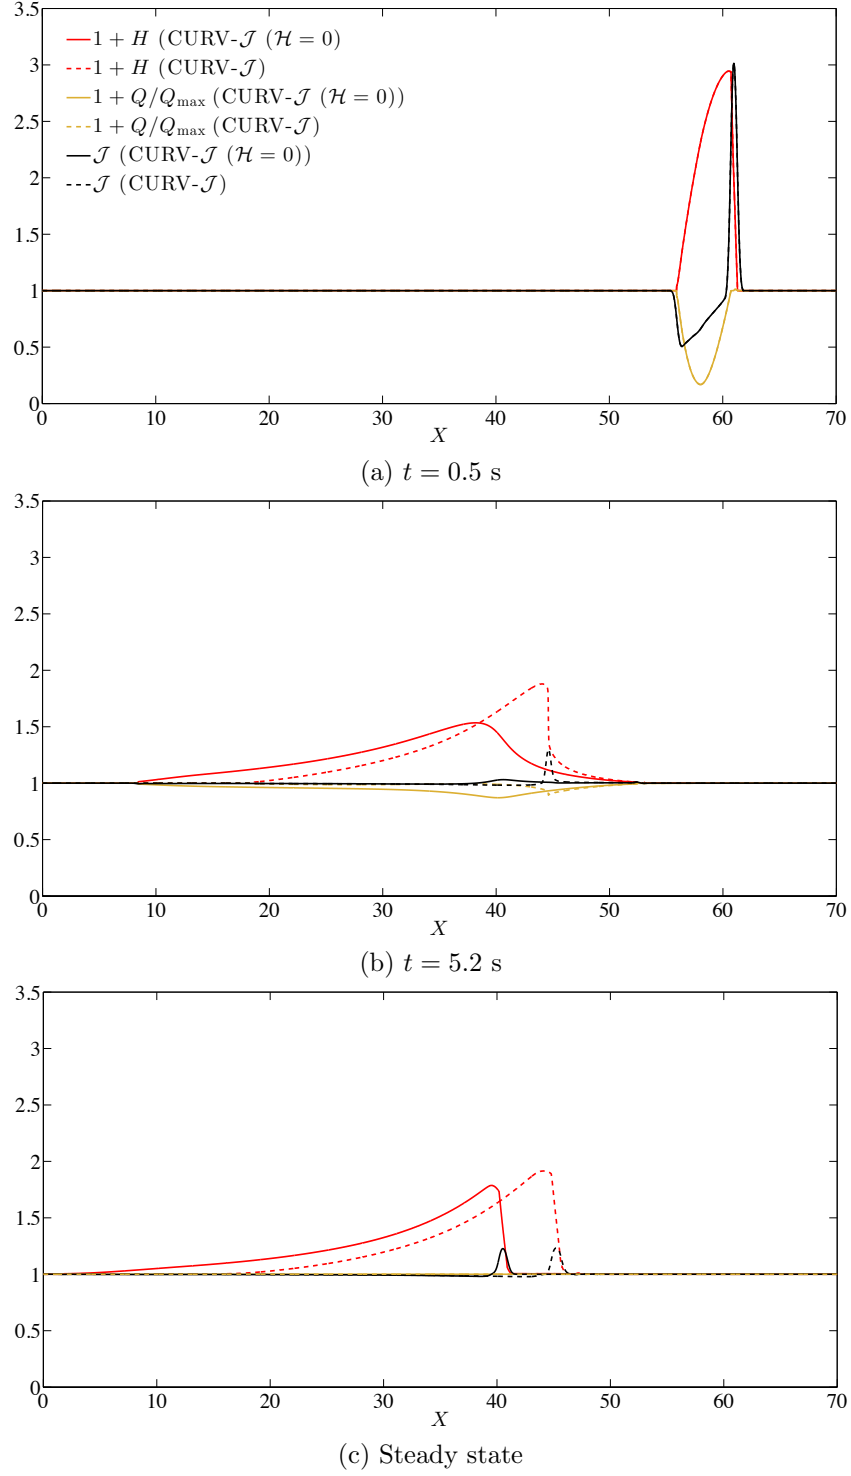 3.5
3
2.5
2
1.5
1
0.5
0
1 + H (CURV-𝒥 (ℋ = 0)
1 + H (CURV-𝒥)
1 + Q/Q_max (CURV-𝒥 (ℋ = 0))
1 + Q/Q_max (CURV-𝒥)
𝒥 (CURV-𝒥 (ℋ = 0))
𝒥 (CURV-𝒥)
0 10 20 30 40 50 60 70
X
(a) t = 0.5 s
3.5
3
2.5
2
1.5
1
0.5
0
0 10 20 30 40 50 60 70
X
(b) t = 5.2 s
3.5
3
2.5
2
1.5
1
0.5
0
0 10 20 30 40 50 60 70
X
(c) Steady state